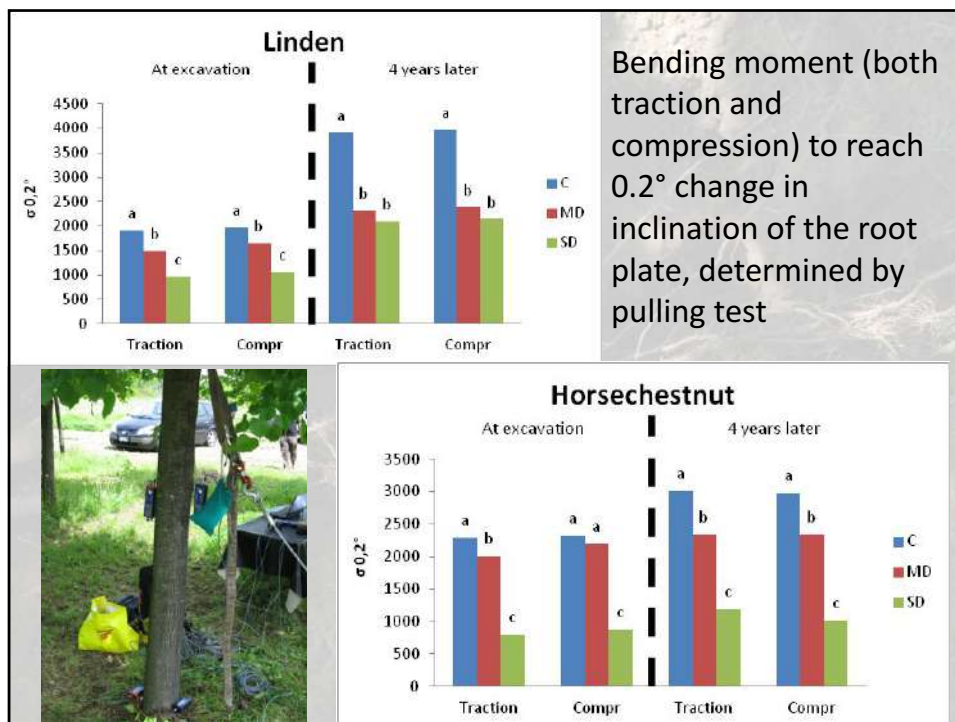 Linden
At excavation 4 years later
σ 0,2°
4500
4000
3500
3000
2500
2000
1500
1000
500
0
a b c a b c a b b a b b
Traction Compr Traction Compr
C
MD
SD
Bending moment (both
traction and
compression) to reach
0.2° change in
inclination of the root
plate, determined by
pulling test
Horsechestnut
At excavation 4 years later
σ 0,2°
3500
3000
2500
2000
1500
1000
500
0
a b c a a c a b c a b c
Traction Compr Traction Compr
C
MD
SD